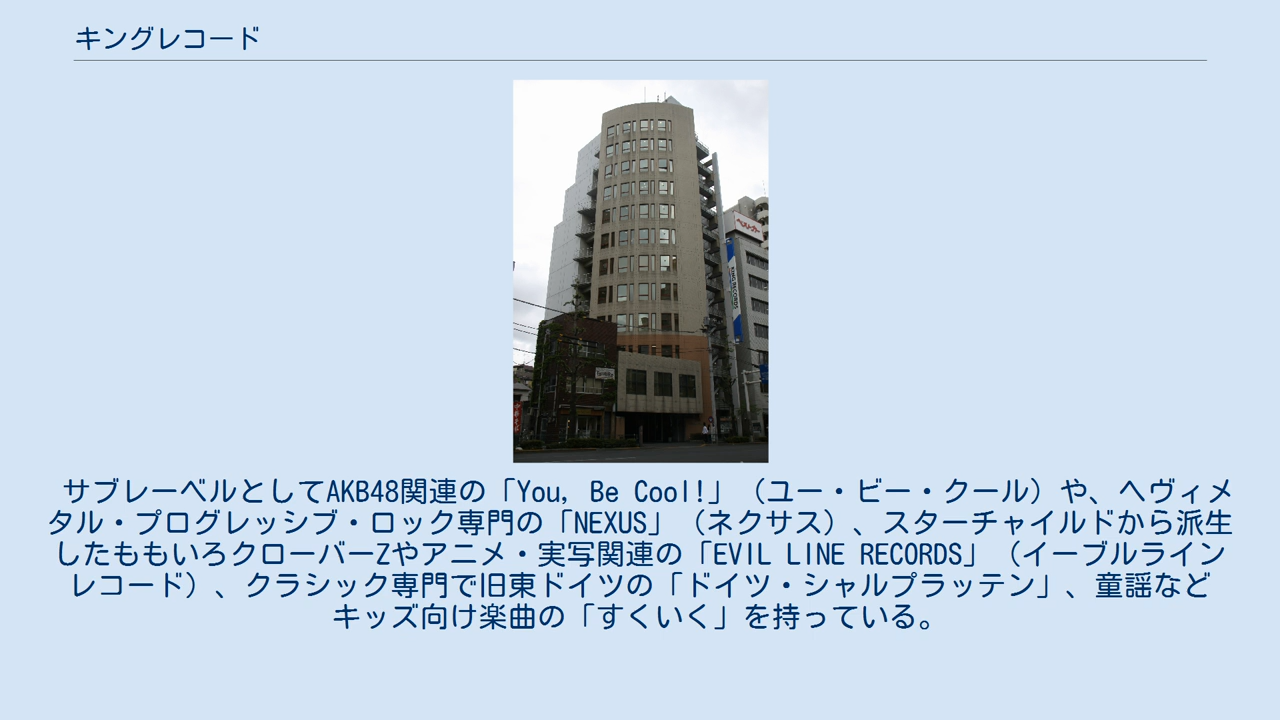 キングレコード
KING RECORDS
サブレーベルとしてAKB48関連の「You, Be Cool!」（ユー・ビー・クール）や、ヘヴィメ
タル・プログレッシブ・ロック専門の「NEXUS」（ネクサス）、スターチャイルドから派生
したももいろクローバーZやアニメ・実写関連の「EVIL LINE RECORDS」（イーブルライン
レコード）、クラシック専門で旧東ドイツの「ドイツ・シャルプラッテン」、童謡など
キッズ向け楽曲の「すくいく」を持っている。